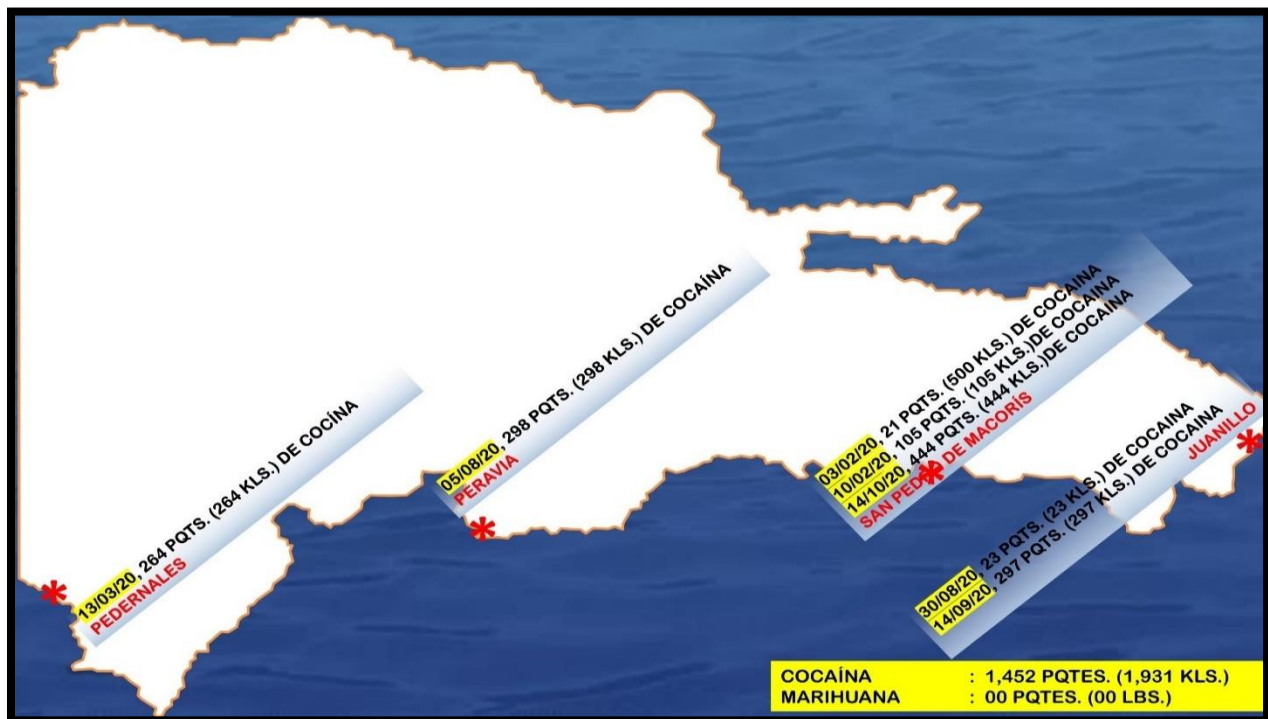 13/03/20, 264 PQTS. (264 KLS.) DE COCÍNA
PEDERNALES
05/08/20, 298 PQTS. (298 KLS.) DE COCAÍNA
PERAVIA
03/02/20, 21 PQTS. (500 KLS.) DE COCAINA
10/02/20, 105 PQTS. (105 KLS.)DE COCAINA
14/10/20, 444 PQTS. (444 KLS.)DE COCAÍNA
SAN PEDRO DE MACORÍS
30/08/20, 23 PQTS. (23 KLS.) DE COCAINA
14/09/20, 297 PQTS. (297 KLS.) DE COCAINA
JUANILLO
COCAÍNA : 1,452 PQTES. (1,931 KLS.)
MARIHUANA : 00 PQTES. (00 LBS.)